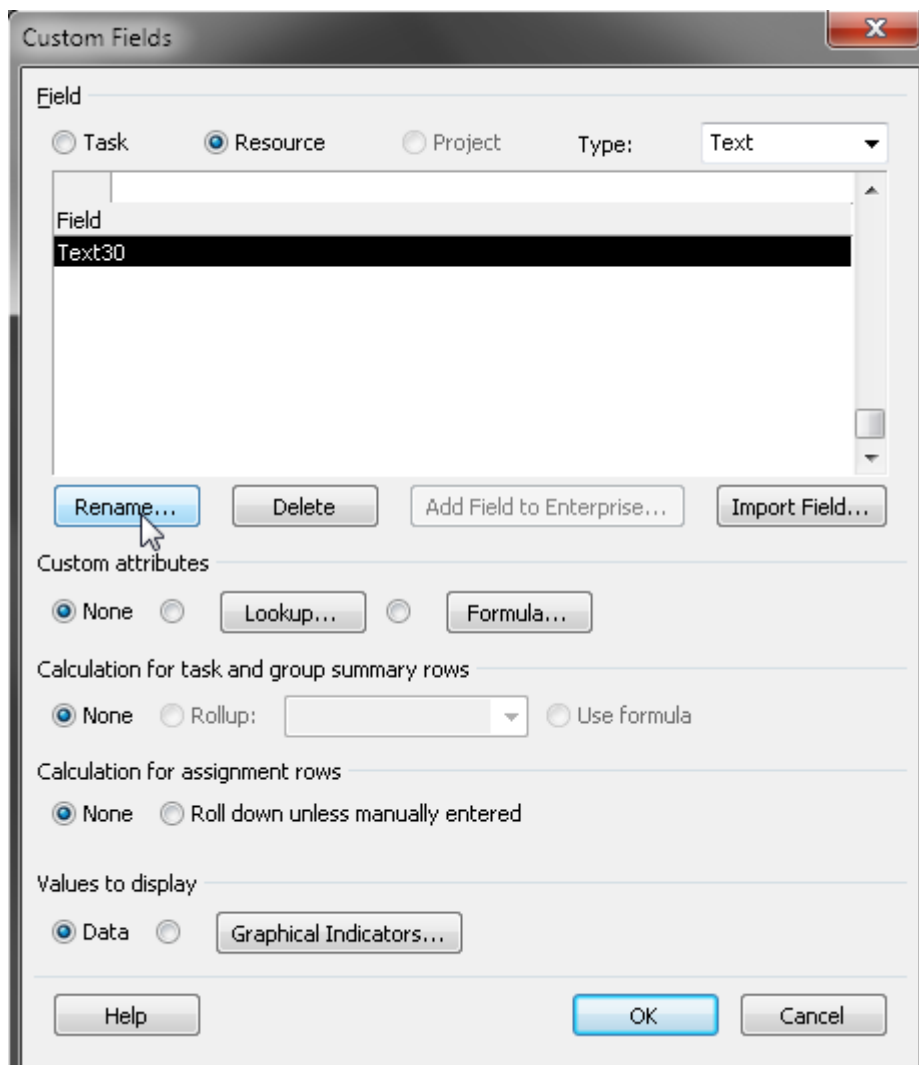 Custom Fields
Field
Task Resource Project Type: Text
Field
Text30
Rename... Delete Add Field to Enterprise... Import Field...
Custom attributes
None Lookup... Formula...
Calculation for task and group summary rows
None Rollup: Use formula
Calculation for assignment rows
None Roll down unless manually entered
Values to display
Data Graphical Indicators...
Help OK Cancel